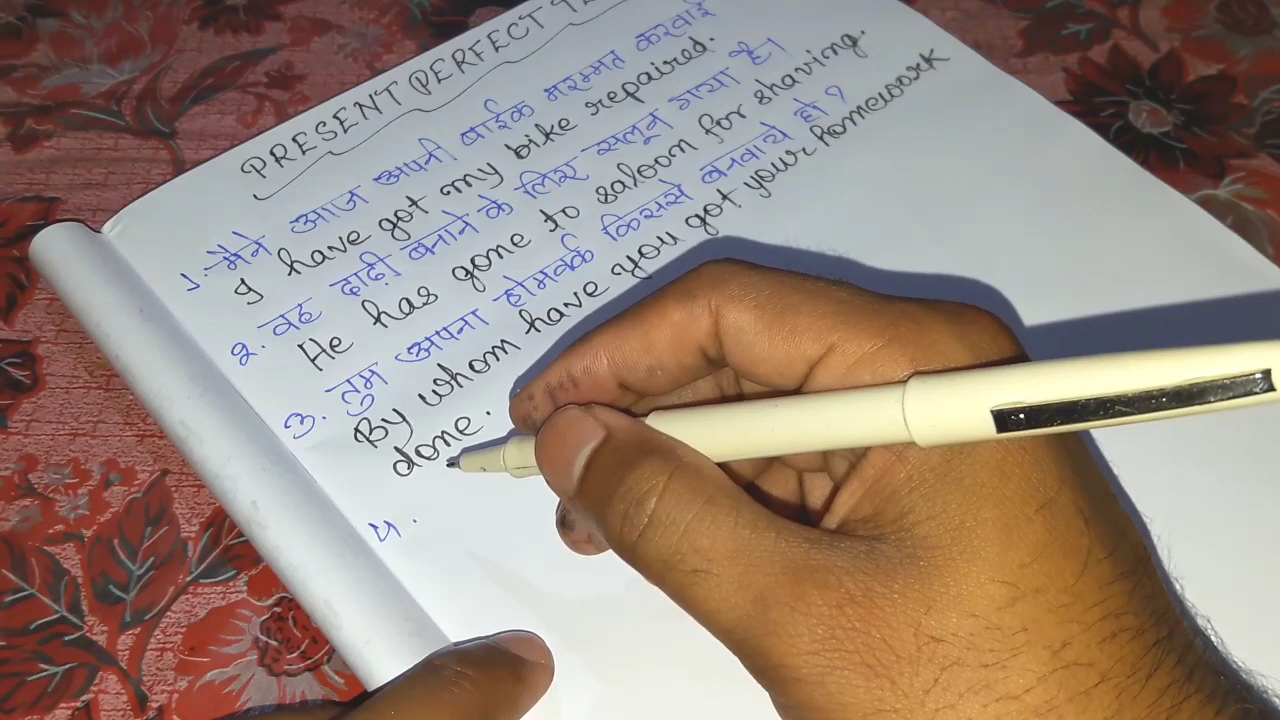 PRESENT PERFECT TE
1. मैंने आज अपनी बाईक मरम्मत करवाई
I have got my bike repaired.
2. वह दाढ़ी बनाने के लिए सलून गया है।
He has gone to saloon for shaving.
3. तुम अपना होमवर्क किससे बनवाये हो?
By whom have you got your homework
done.
4.